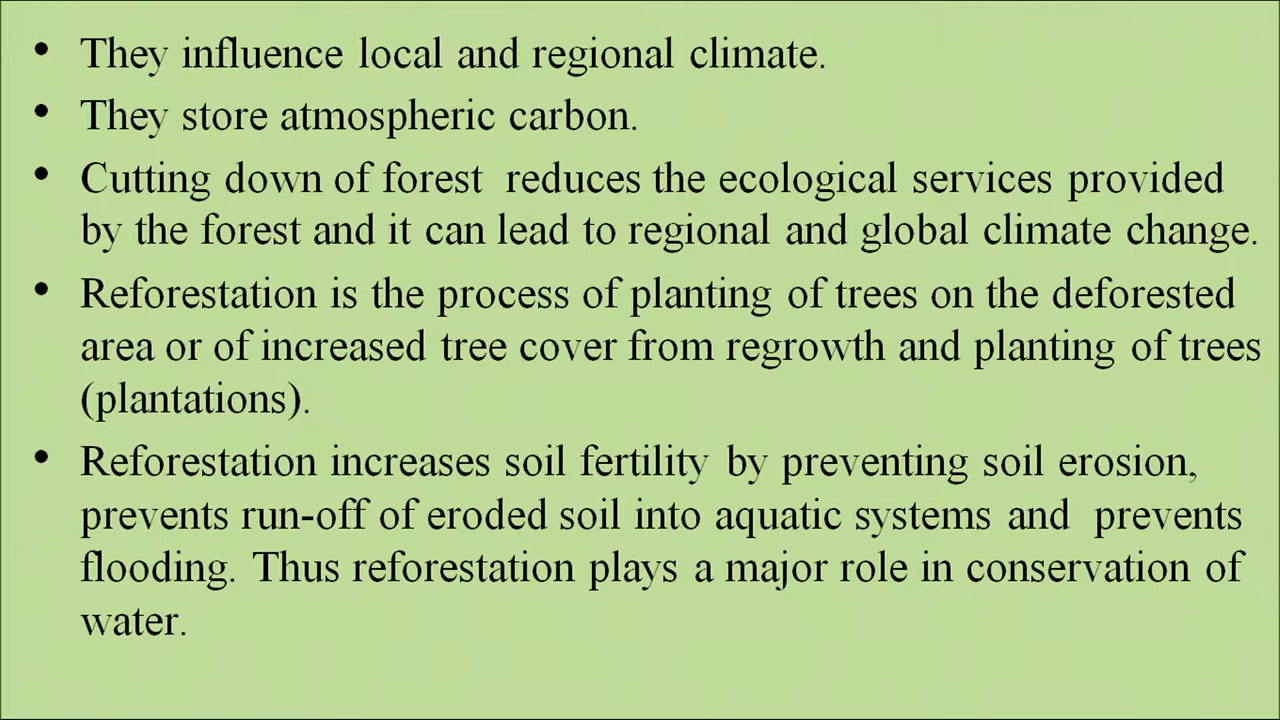 • They influence local and regional climate.
• They store atmospheric carbon.
• Cutting down of forest  reduces the ecological services provided
by the forest and it can lead to regional and global climate change.
• Reforestation is the process of planting of trees on the deforested
area or of increased tree cover from regrowth and planting of trees
(plantations).
• Reforestation increases soil fertility by preventing soil erosion,
prevents run-off of eroded soil into aquatic systems and  prevents
flooding. Thus reforestation plays a major role in conservation of
water.